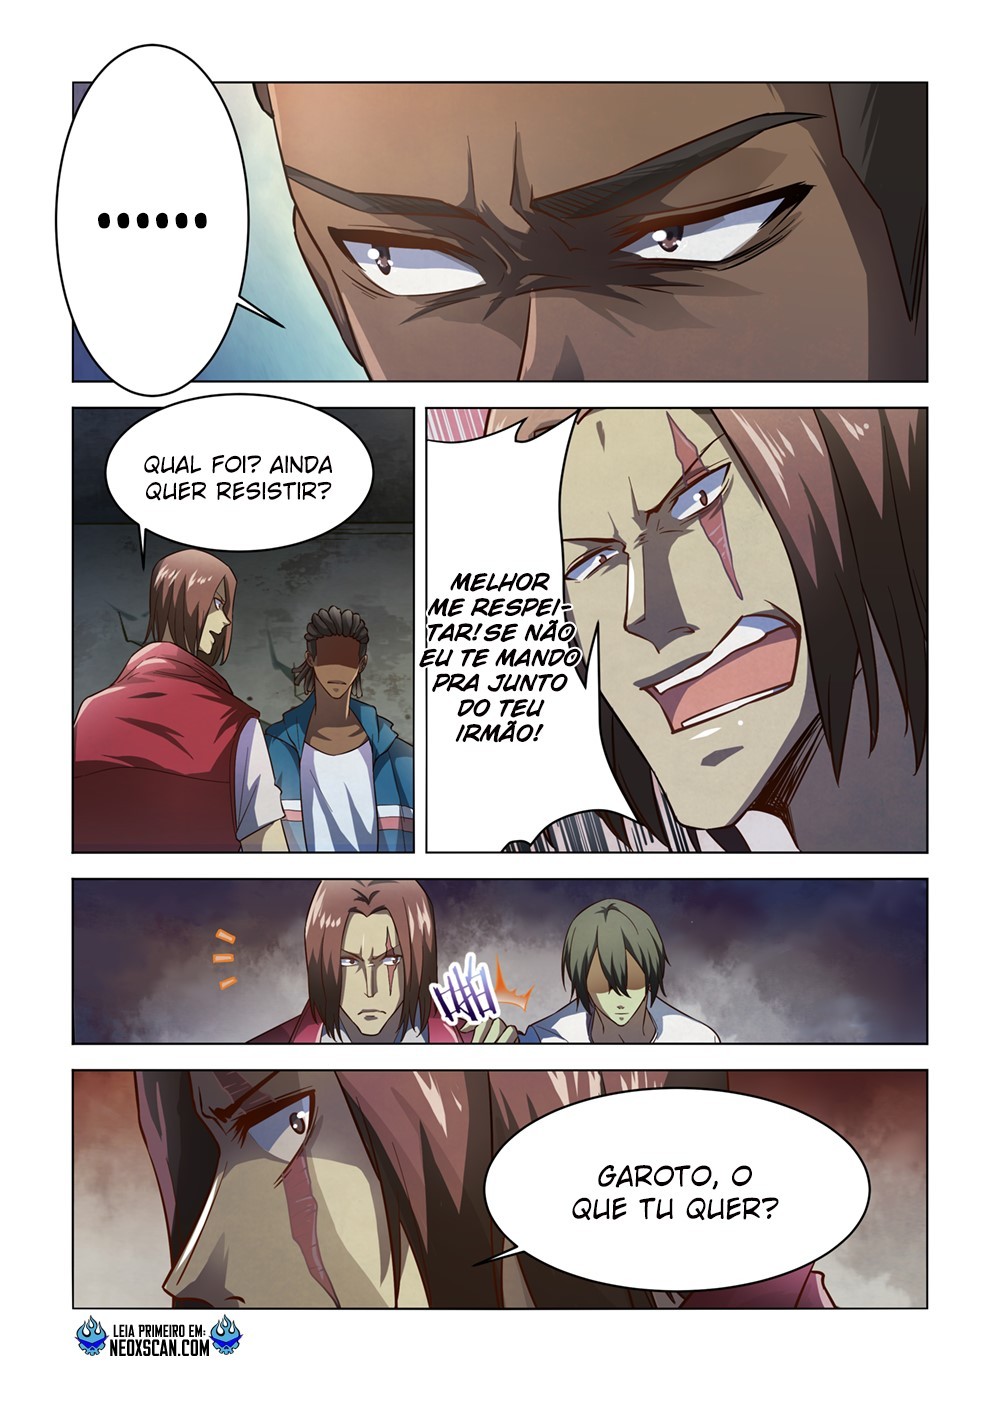 ......
QUAL FOI? AINDA
QUER RESISTIR?
MELHOR
ME RESPEI-
TAR! SE NÃO
EU TE MANDO
PRA JUNTO
DO TEU
IRMÃO!
啪
GAROTO, O
QUE TU QUER?
LEIA PRIMEIRO EM:
NEOXSCAN.COM